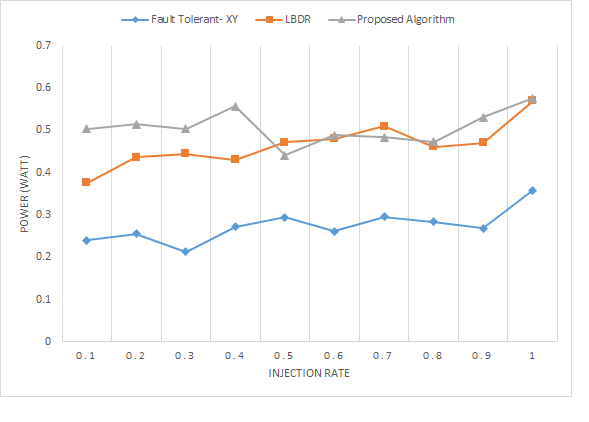 Fault Tolerant- XY LBDR Proposed Algorithm
0.7
0.6
0.5
0.4
0.3
0.2
0.1
0
POWER (WATT)
0.1 0.2 0.3 0.4 0.5 0.6 0.7 0.8 0.9 1
INJECTION RATE